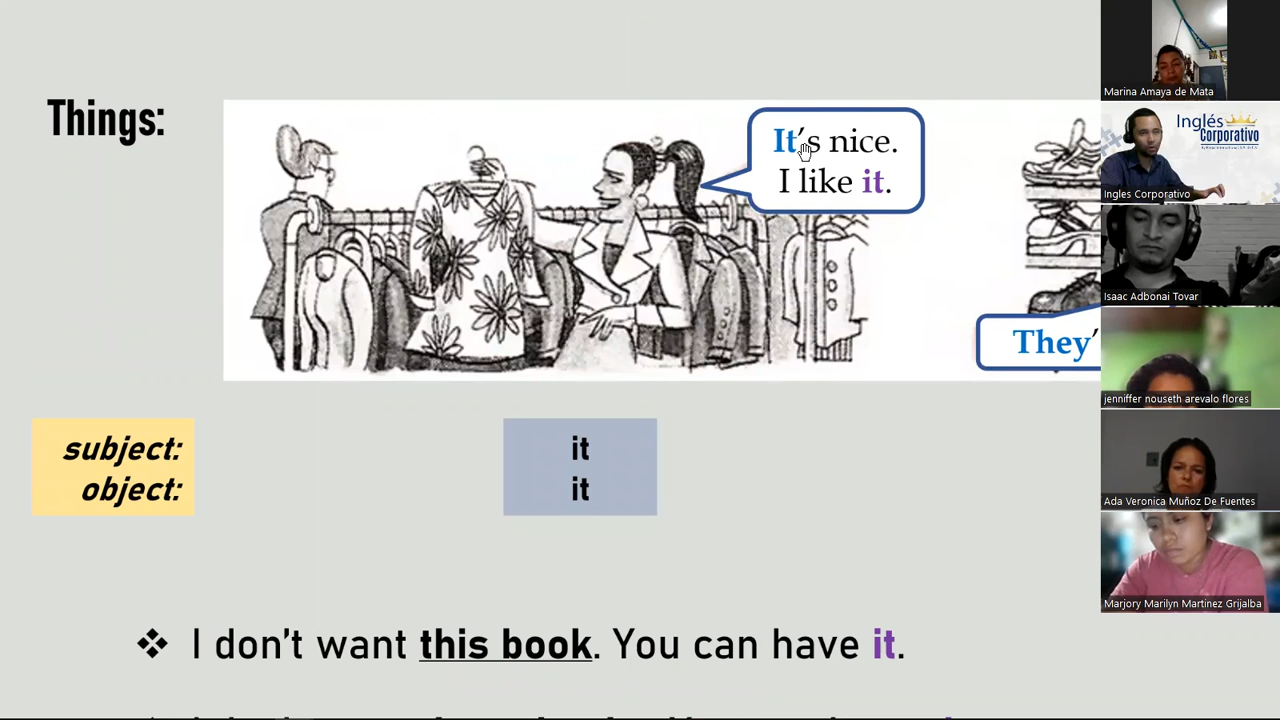 Things:
It's nice.
I like it.
They'
subject:
object:
it
it
❖ I don't want this book. You can have it.
Marina Amaya de Mata
Inglés
Corporativo
Ingles Corporativo
Isaac Adbonai Tovar
jenniffer nouseth arevalo flores
Ada Veronica Muñoz De Fuentes
Marjory Marilyn Martinez Grijalba